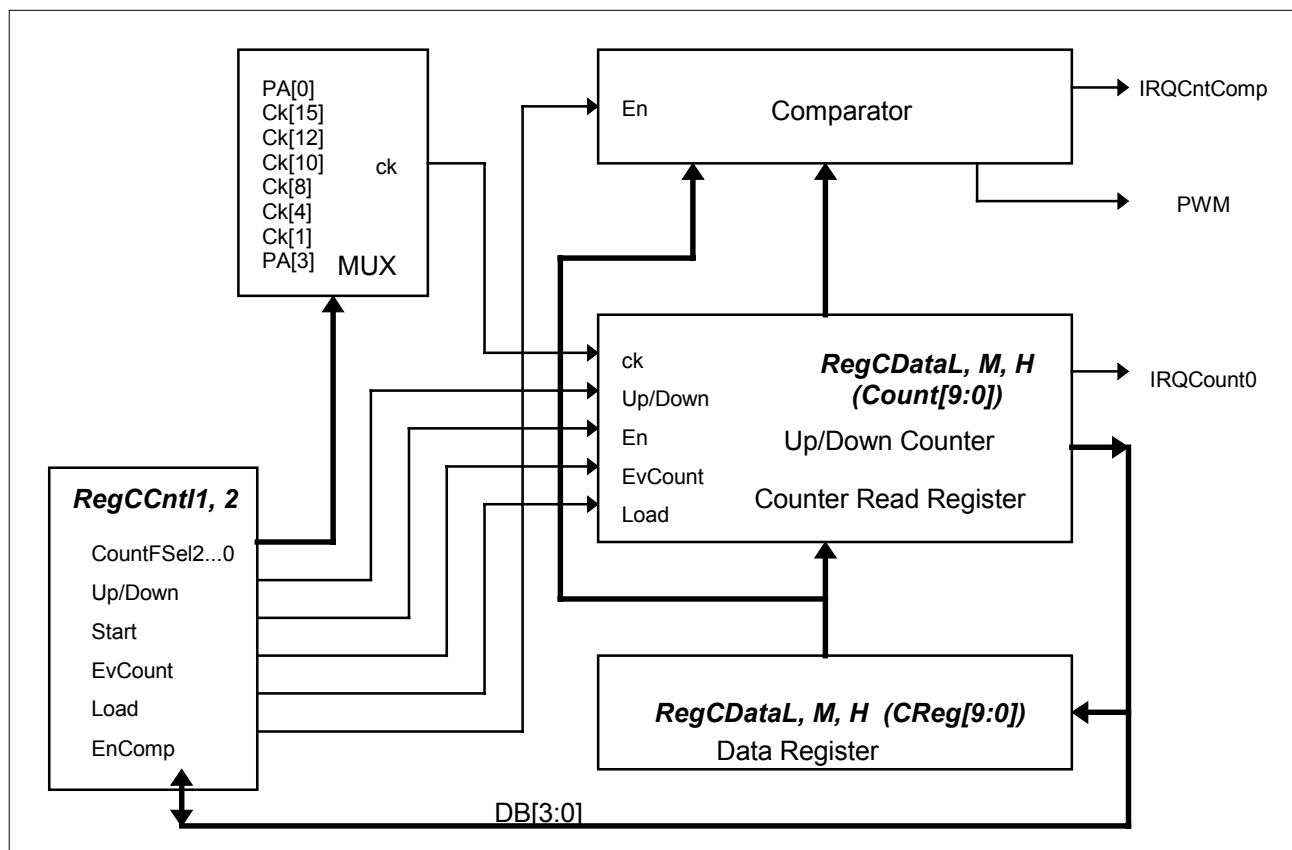 PA[0]
Ck[15]
Ck[12]
Ck[10]
Ck[8]
Ck[4]
Ck[1]
PA[3]
ck
MUX
En
Comparator
IRQCntComp
PWM
ck
Up/Down
En
EvCount
Load
RegCDataL, M, H
(Count[9:0])
Up/Down Counter
Counter Read Register
IRQCount0
RegCCntl1, 2
CountFSel2...0
Up/Down
Start
EvCount
Load
EnComp
RegCDataL, M, H (CReg[9:0])
Data Register
DB[3:0]